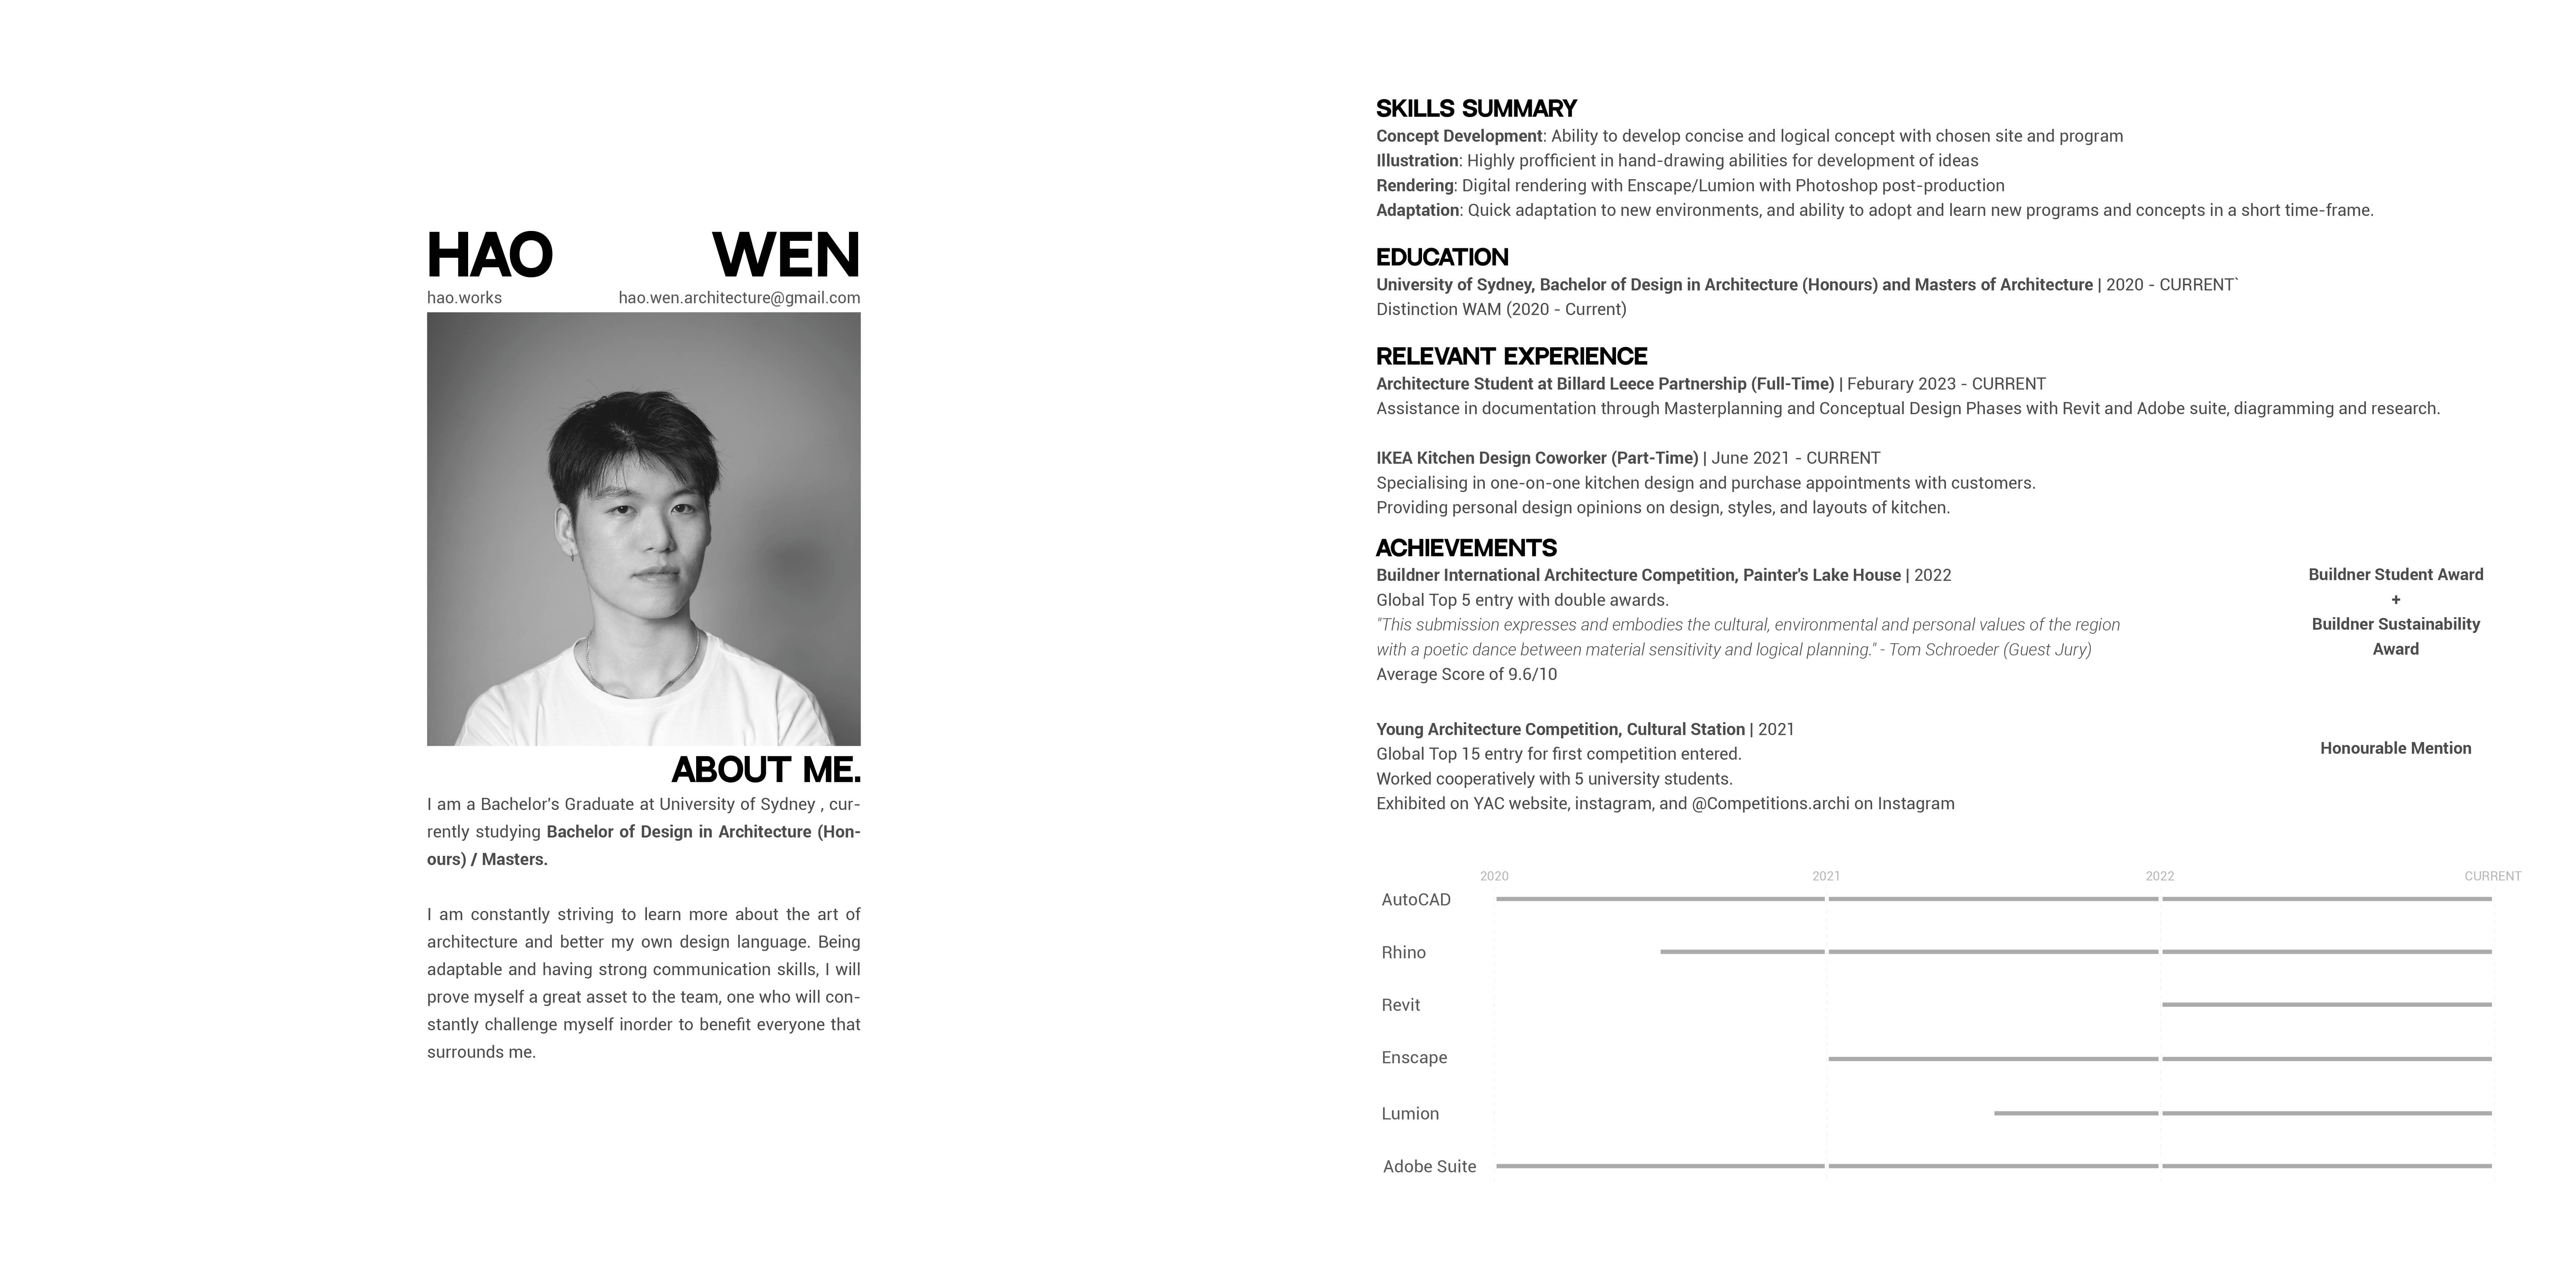 HAO WEN
hao.works hao.wen.architecture@gmail.com
ABOUT ME.
I am a Bachelor's Graduate at University of Sydney , cur-
rently studying Bachelor of Design in Architecture (Hon-
ours) / Masters.
I am constantly striving to learn more about the art of
architecture and better my own design language. Being
adaptable and having strong communication skills, I will
prove myself a great asset to the team, one who will con-
stantly challenge myself inorder to benefit everyone that
surrounds me.
SKILLS SUMMARY
Concept Development: Ability to develop concise and logical concept with chosen site and program
Illustration: Highly profficient in hand-drawing abilities for development of ideas
Rendering: Digital rendering with Enscape/Lumion with Photoshop post-production
Adaptation: Quick adaptation to new environments, and ability to adopt and learn new programs and concepts in a short time-frame.
EDUCATION
University of Sydney, Bachelor of Design in Architecture (Honours) and Masters of Architecture | 2020 - CURRENT`
Distinction WAM (2020 - Current)
RELEVANT EXPERIENCE
Architecture Student at Billard Leece Partnership (Full-Time) | Feburary 2023 - CURRENT
Assistance in documentation through Masterplanning and Conceptual Design Phases with Revit and Adobe suite, diagramming and research.
IKEA Kitchen Design Coworker (Part-Time) | June 2021 - CURRENT
Specialising in one-on-one kitchen design and purchase appointments with customers.
Providing personal design opinions on design, styles, and layouts of kitchen.
ACHIEVEMENTS
Buildner International Architecture Competition, Painter's Lake House | 2022
Global Top 5 entry with double awards.
"This submission expresses and embodies the cultural, environmental and personal values of the region
with a poetic dance between material sensitivity and logical planning." - Tom Schroeder (Guest Jury)
Average Score of 9.6/10
Buildner Student Award
+
Buildner Sustainability
Award
Young Architecture Competition, Cultural Station | 2021
Global Top 15 entry for first competition entered.
Worked cooperatively with 5 university students.
Exhibited on YAC website, instagram, and @Competitions.archi on Instagram
Honourable Mention
2020 2021 2022 CURRENT
AutoCAD
Rhino
Revit
Enscape
Lumion
Adobe Suite